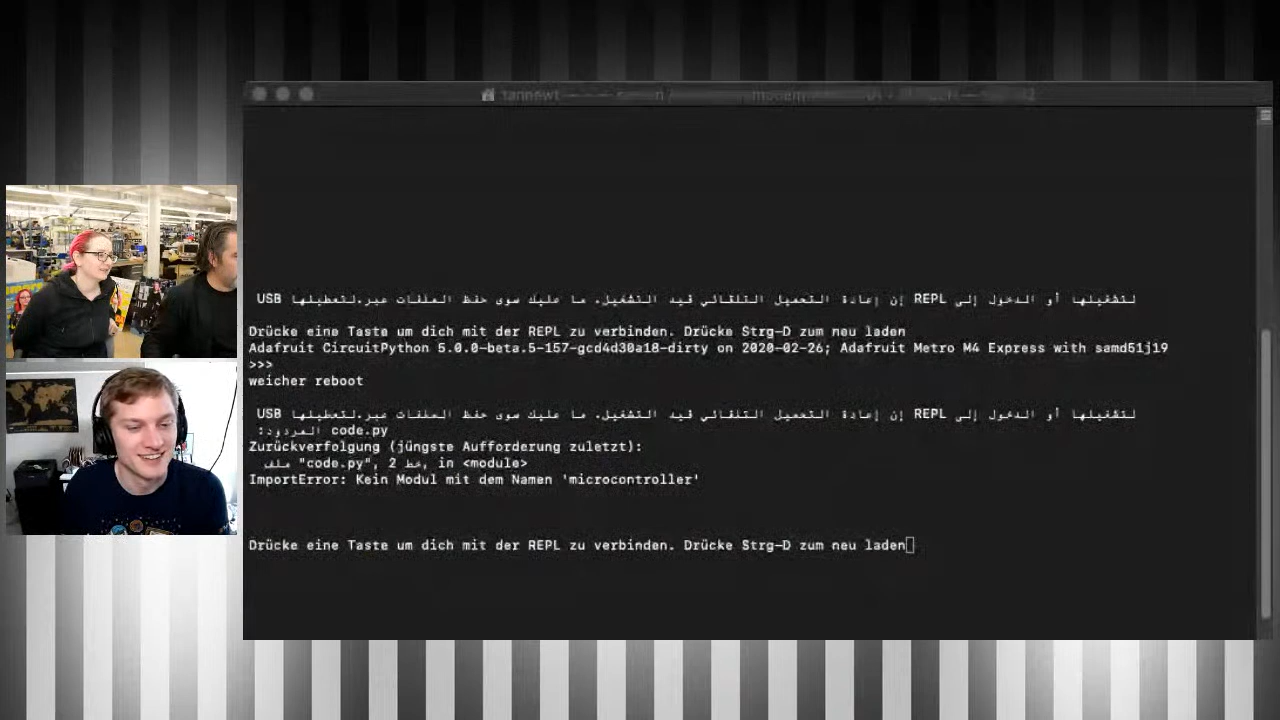 tannewt
لتشغيلها أو الدخول إلى REPL إن إعادة التحميل التلقائي قيد التشغيل. ما عليك سوى حفظ الملفات عبر USB لتعطيلها.
Drücke eine Taste um dich mit der REPL zu verbinden. Drücke Strg-D zum neu laden
Adafruit CircuitPython 5.0.0-beta.5-157-gcd4d30a18-dirty on 2020-02-26; Adafruit Metro M4 Express with samd51j19
>>>
weicher reboot
لتشغيلها أو الدخول إلى REPL إن إعادة التحميل التلقائي قيد التشغيل. ما عليك سوى حفظ الملفات عبر USB لتعطيلها.
code.py المردود:
Zurückverfolgung (jüngste Aufforderung zuletzt):
ملف "code.py", خط 2, in <module>
ImportError: Kein Modul mit dem Namen 'microcontroller'
Drücke eine Taste um dich mit der REPL zu verbinden. Drücke Strg-D zum neu laden